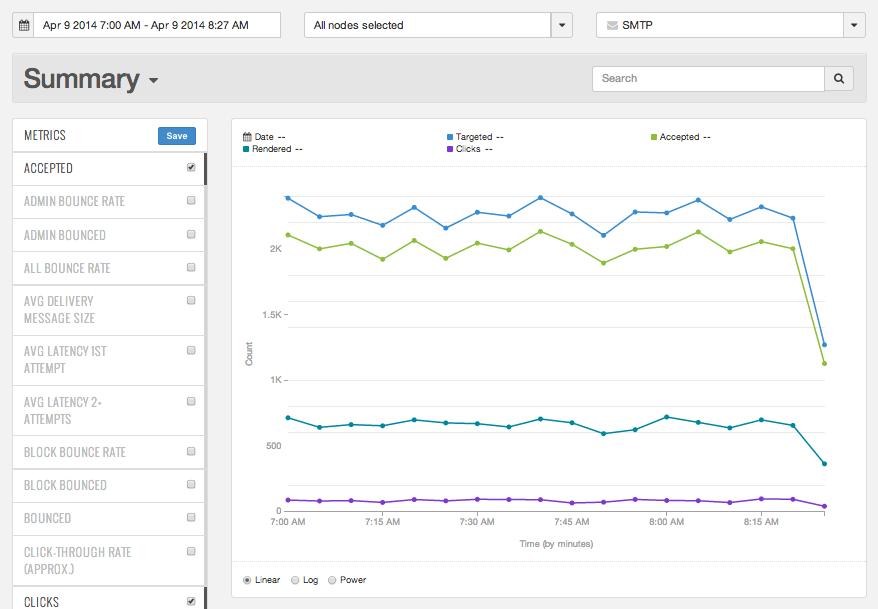 Apr 9 2014 7:00 AM - Apr 9 2014 8:27 AM
All nodes selected
SMTP
Summary
Search
METRICS
Save
ACCEPTED
ADMIN BOUNCE RATE
ADMIN BOUNCED
ALL BOUNCE RATE
AVG DELIVERY
MESSAGE SIZE
AVG LATENCY 1ST
ATTEMPT
AVG LATENCY 2+
ATTEMPTS
BLOCK BOUNCE RATE
BLOCK BOUNCED
BOUNCED
CLICK-THROUGH RATE
(APPROX.)
CLICKS
Date --
Targeted --
Accepted --
Rendered --
Clicks --
2K
1.5K
1K
500
0
Count
7:00 AM
7:15 AM
7:30 AM
7:45 AM
8:00 AM
8:15 AM
Time (by minutes)
Linear
Log
Power